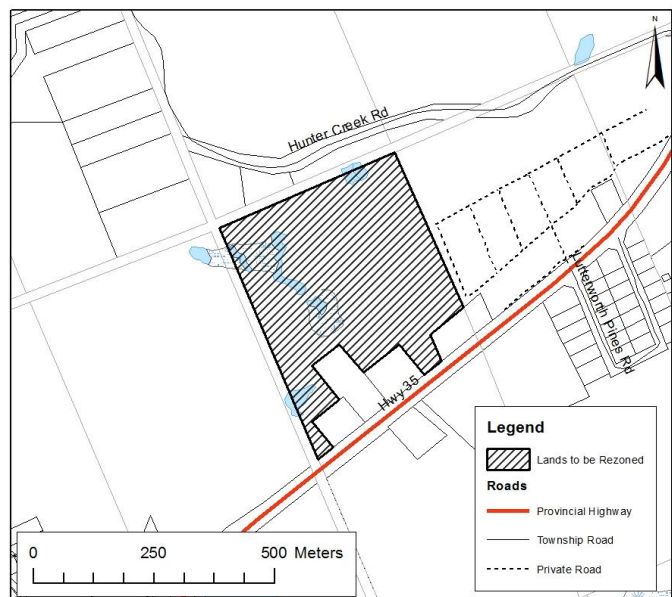 N
Hunter Creek Rd
Lutterworth Pines Rd
Hwy 35
Legend
Lands to be Rezoned
Roads
Provincial Highway
Township Road
Private Road
0 250 500 Meters